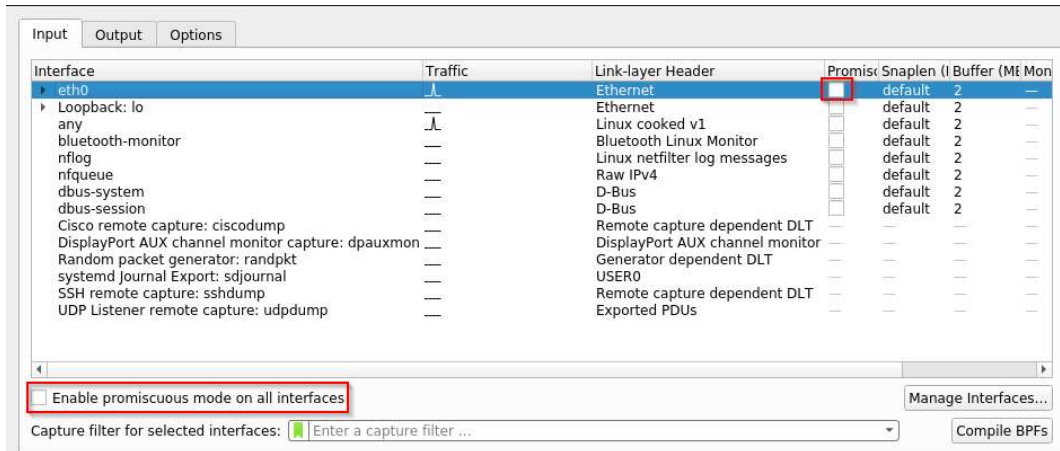 Input Output Options
Interface Traffic Link-layer Header Promisc Snaplen (I Buffer (ME Mon
eth0 Ethernet default 2 —
Loopback: lo Ethernet default 2 —
any Linux cooked v1 default 2 —
bluetooth-monitor Bluetooth Linux Monitor default 2 —
nflog Linux netfilter log messages default 2 —
nfqueue Raw IPv4 default 2 —
dbus-system D-Bus default 2 —
dbus-session D-Bus default 2 —
Cisco remote capture: ciscodump Remote capture dependent DLT — — — —
DisplayPort AUX channel monitor capture: dpauxmon DisplayPort AUX channel monitor — — — —
Random packet generator: randpkt Generator dependent DLT — — — —
systemd Journal Export: sdjournal USER0 — — — —
SSH remote capture: sshdump Remote capture dependent DLT — — — —
UDP Listener remote capture: udpdump Exported PDUs — — — —
Enable promiscuous mode on all interfaces Manage Interfaces...
Capture filter for selected interfaces: Enter a capture filter ... Compile BPFs